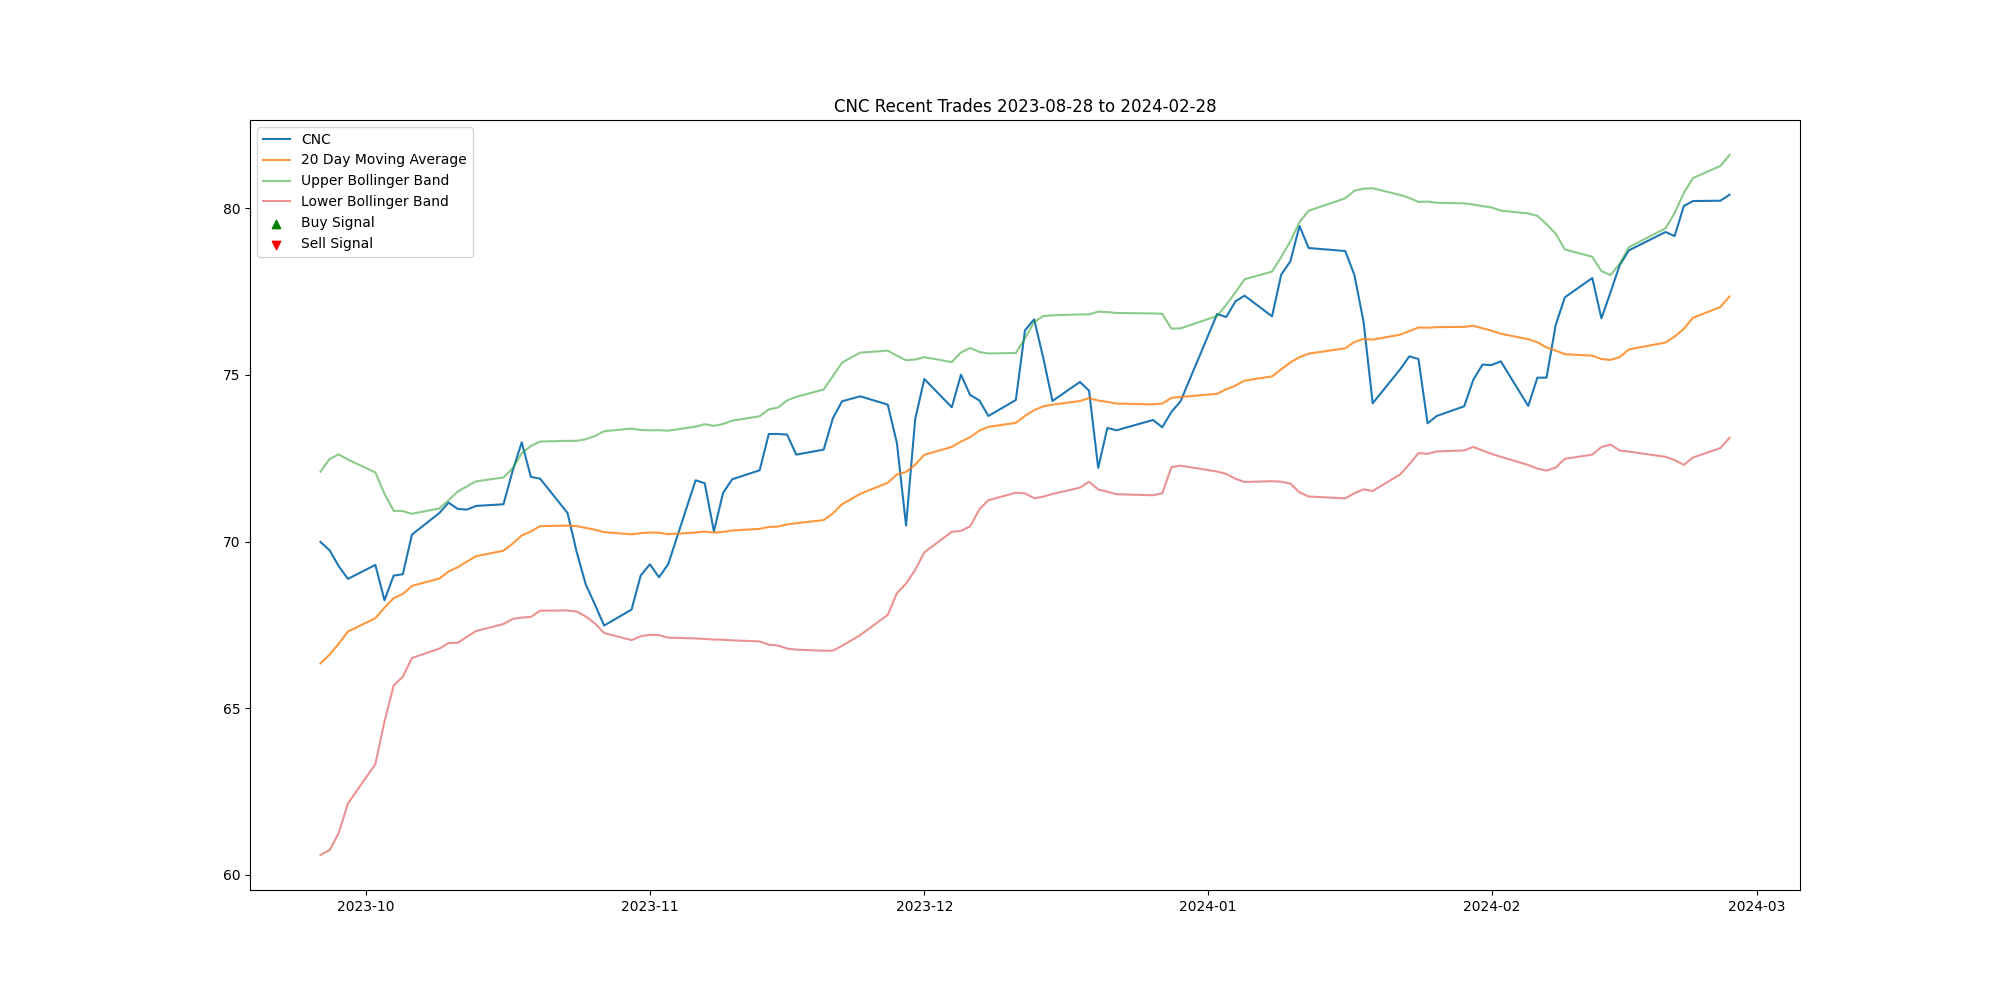 CNC Recent Trades 2023-08-28 to 2024-02-28
CNC
20 Day Moving Average
Upper Bollinger Band
Lower Bollinger Band
Buy Signal
Sell Signal
80
75
70
65
60
2023-10
2023-11
2023-12
2024-01
2024-02
2024-03